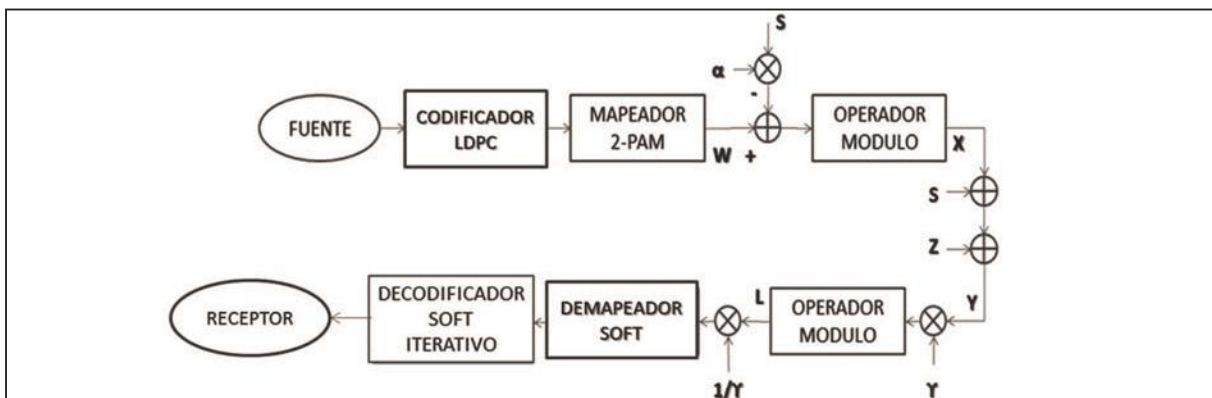 S
α
-
FUENTE
CODIFICADOR
LDPC
MAPEADOR
2-PAM
W
+
OPERADOR
MODULO
X
S
Z
Y
ϒ
OPERADOR
MODULO
L
1/ϒ
DEMAPEADOR
SOFT
DECODIFICADOR
SOFT
ITERATIVO
RECEPTOR